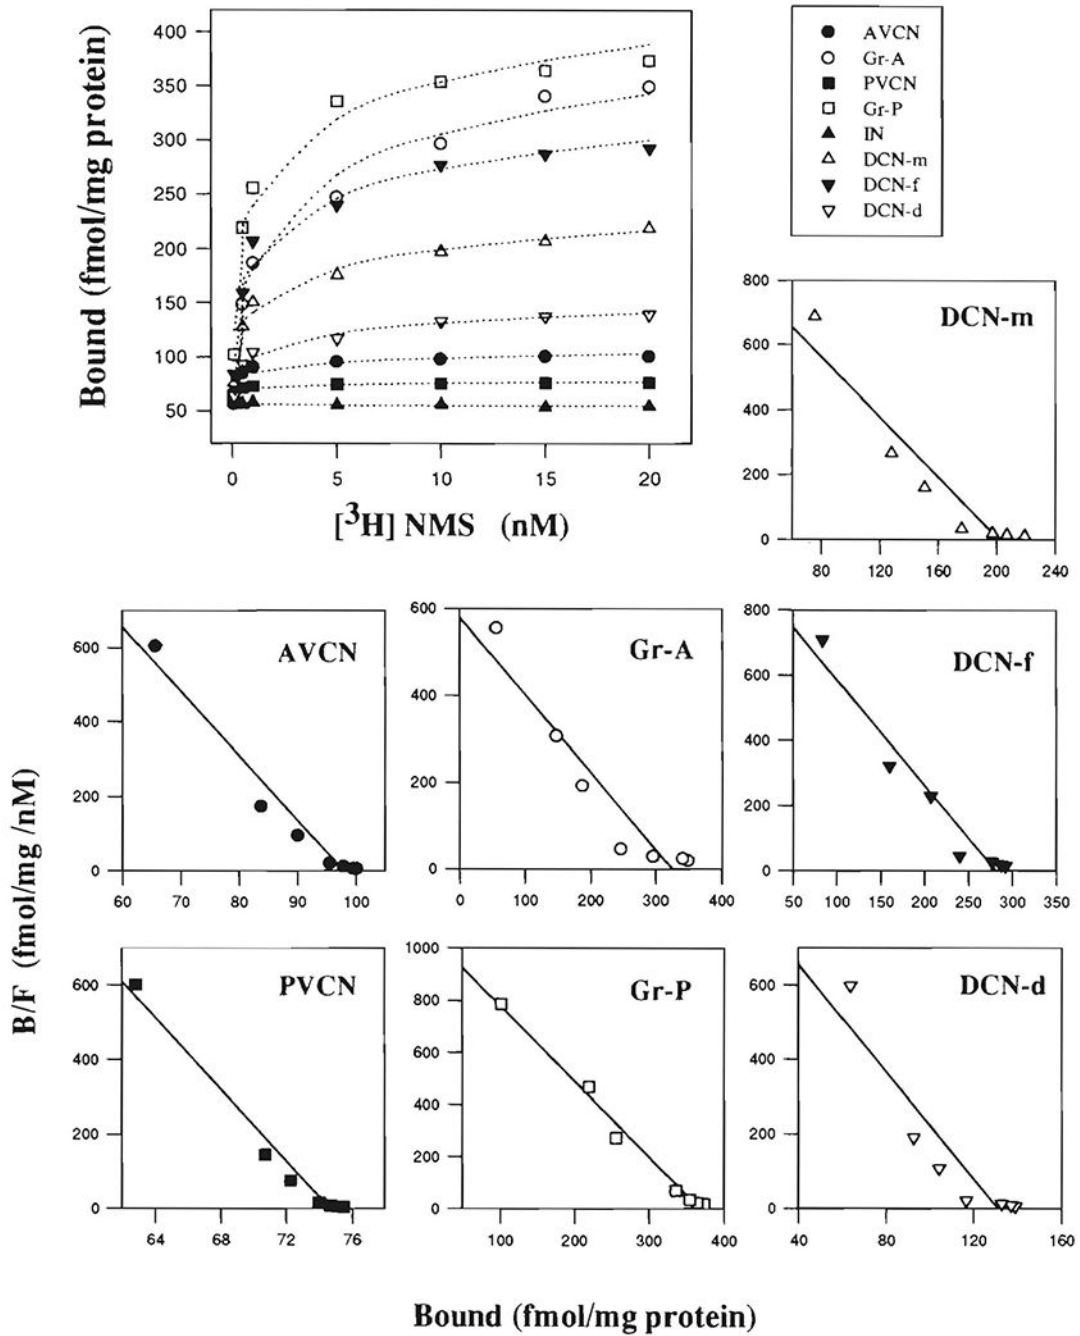 Bound (fmol/mg protein)
400
350
300
250
200
150
100
50
0 5 10 15 20
[³H] NMS (nM)
AVCN
Gr-A
PVCN
Gr-P
IN
DCN-m
DCN-f
DCN-d
DCN-m
800
600
400
200
0
80 120 160 200 240
B/F (fmol/mg /nM)
AVCN
600
400
200
0
60 70 80 90 100
Gr-A
600
400
200
0
0 100 200 300 400
DCN-f
800
600
400
200
0
50 100 150 200 250 300 350
PVCN
600
400
200
0
64 68 72 76
Gr-P
1000
800
600
400
200
0
100 200 300 400
DCN-d
600
400
200
0
40 80 120 160
Bound (fmol/mg protein)